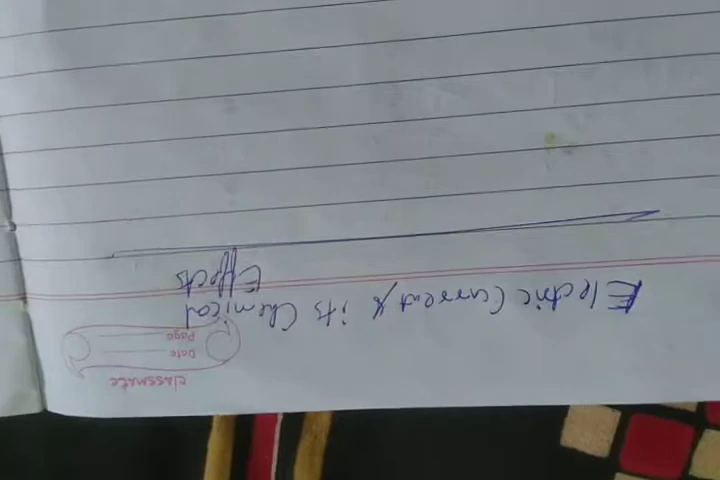 classmate
Date
Page
Electric Current & its Chemical
Effects